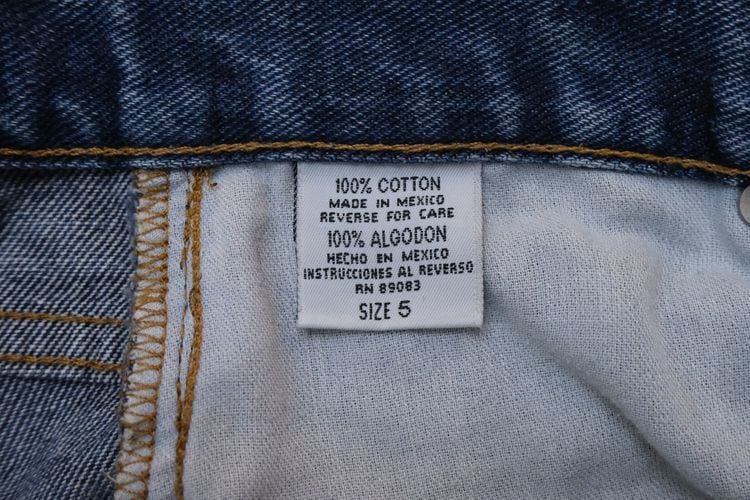 100% COTTON
MADE IN MEXICO
REVERSE FOR CARE
100% ALGODON
HECHO EN MEXICO
INSTRUCCIONES AL REVERSO
RN 89083
SIZE 5